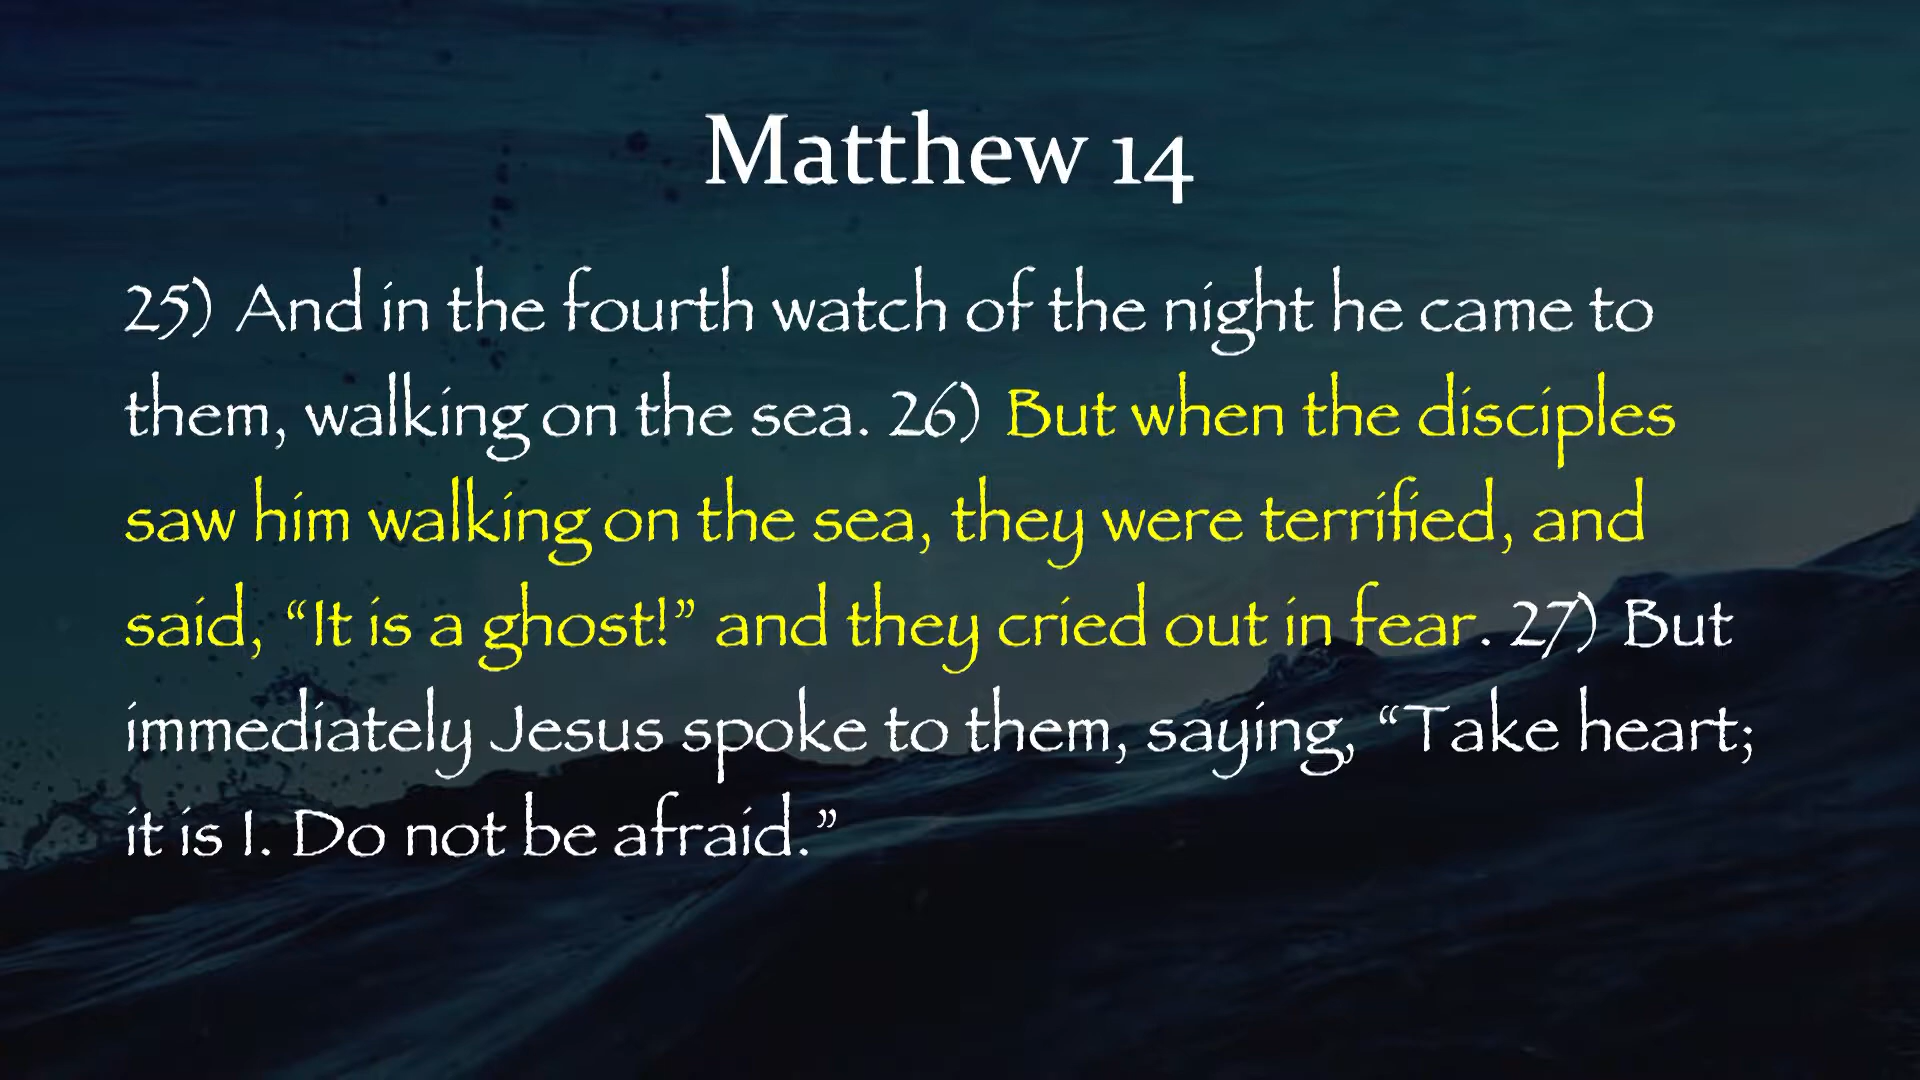 Matthew 14
25) And in the fourth watch of the night he came to
them, walking on the sea. 26) But when the disciples
saw him walking on the sea, they were terrified, and
said, “It is a ghost!” and they cried out in fear. 27) But
immediately Jesus spoke to them, saying, “Take heart;
it is I. Do not be afraid.”